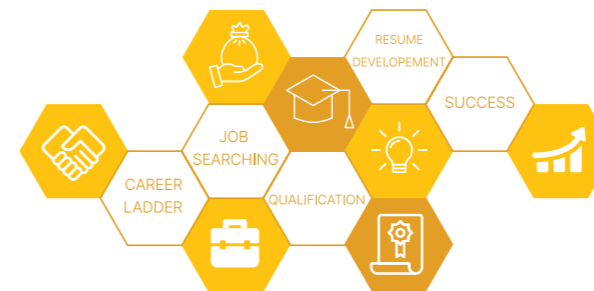 RESUME
DEVELOPEMENT
SUCCESS
JOB
SEARCHING
CAREER
LADDER
QUALIFICATION